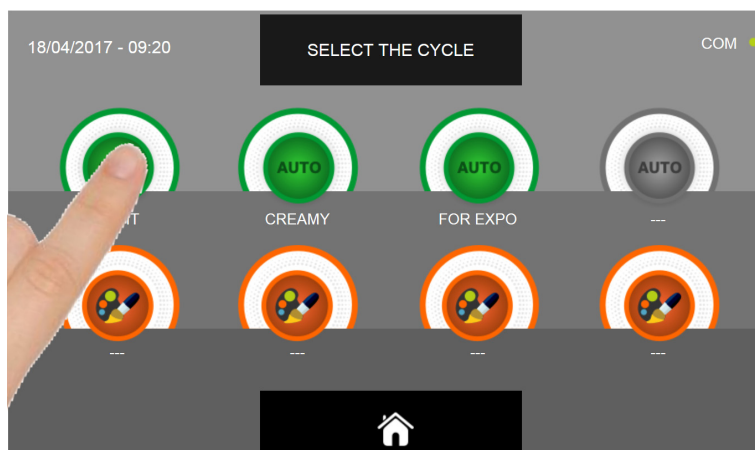 18/04/2017 - 09:20
SELECT THE CYCLE
COM
AUTO
AUTO
AUTO
CREAMY
FOR EXPO
---
---
---
---
---